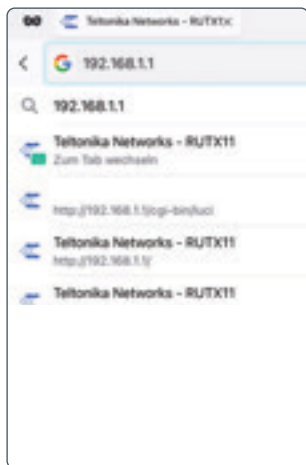 Teltonika Networks - RUTX11
192.168.1.1
192.168.1.1
Teltonika Networks - RUTX11
Zum Tab wechseln
http://192.168.1.1/cgi-bin/luci
Teltonika Networks - RUTX11
http://192.168.1.1/
Teltonika Networks - RUTX11